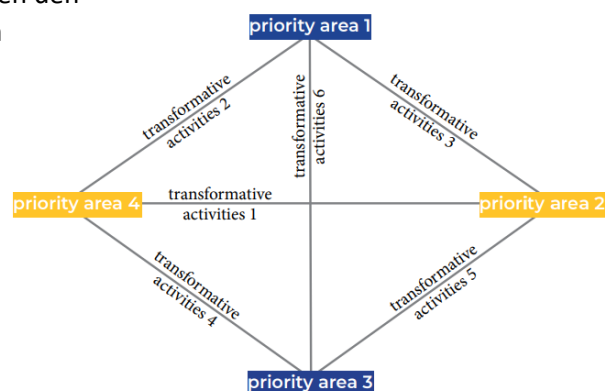 priority area 1
transformative
activities 2
transformative
activities 6
transformative
activities 3
priority area 4
transformative
activities 1
priority area 2
transformative
activities 4
transformative
activities 5
priority area 3